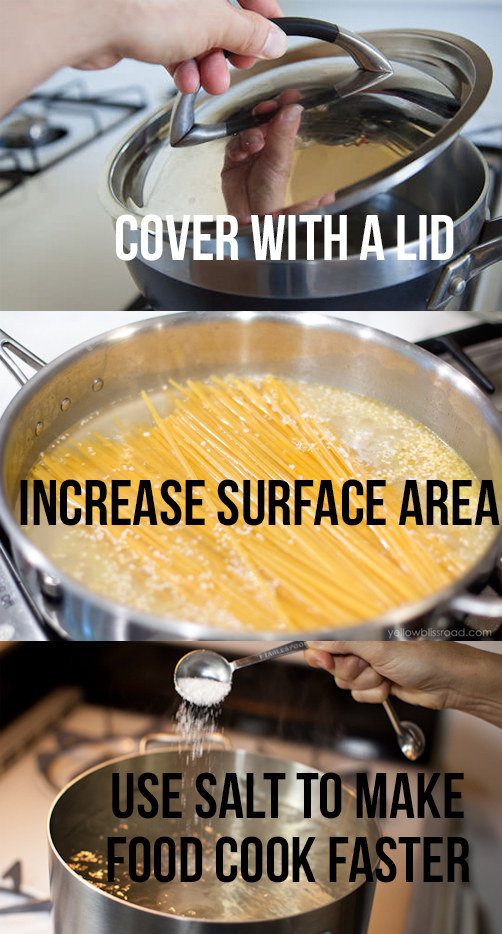 COVER WITH A LID
INCREASE SURFACE AREA
yellowblissroad.com
USE SALT TO MAKE
FOOD COOK FASTER